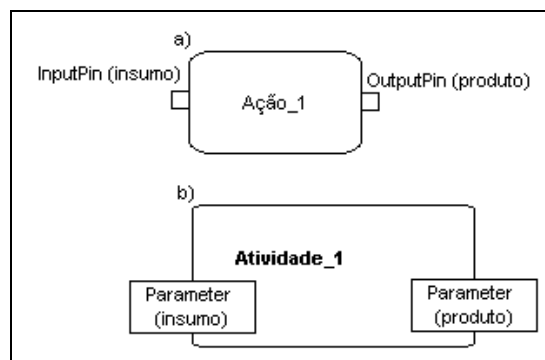 a)
InputPin (insumo)
OutputPin (produto)
Ação_1
b)
Atividade_1
Parameter
(insumo)
Parameter
(produto)